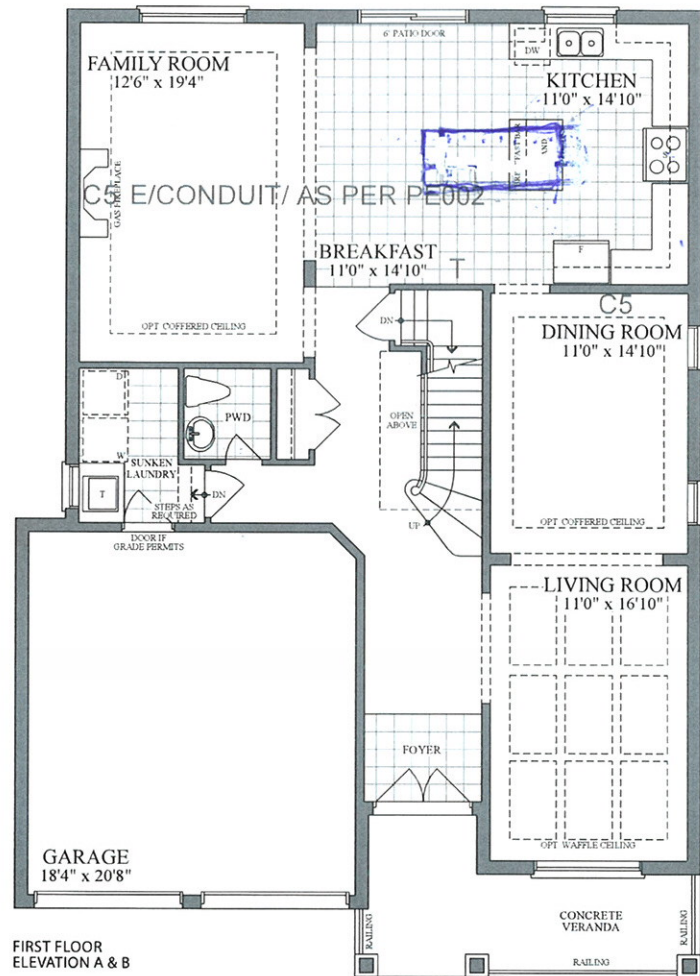 6' PATIO DOOR
DW
FAMILY ROOM
12'6" x 19'4"
KITCHEN
11'0" x 14'10"
GAS FIREPLACE
C5 E/CONDUIT/ AS PER PE002
BREAKFAST
11'0" x 14'10"
T
F
OPT COFFERED CEILING
DN
C5
DINING ROOM
11'0" x 14'10"
D
PWD
OPEN
ABOVE
W
SUNKEN
LAUNDRY
T
STEPS AS
REQUIRED
DN
UP
OPT COFFERED CEILING
DOOR IF
GRADE PERMITS
LIVING ROOM
11'0" x 16'10"
FOYER
OPT WAFFLE CEILING
GARAGE
18'4" x 20'8"
RAILING
CONCRETE
VERANDA
RAILING
RAILING
FIRST FLOOR
ELEVATION A & B